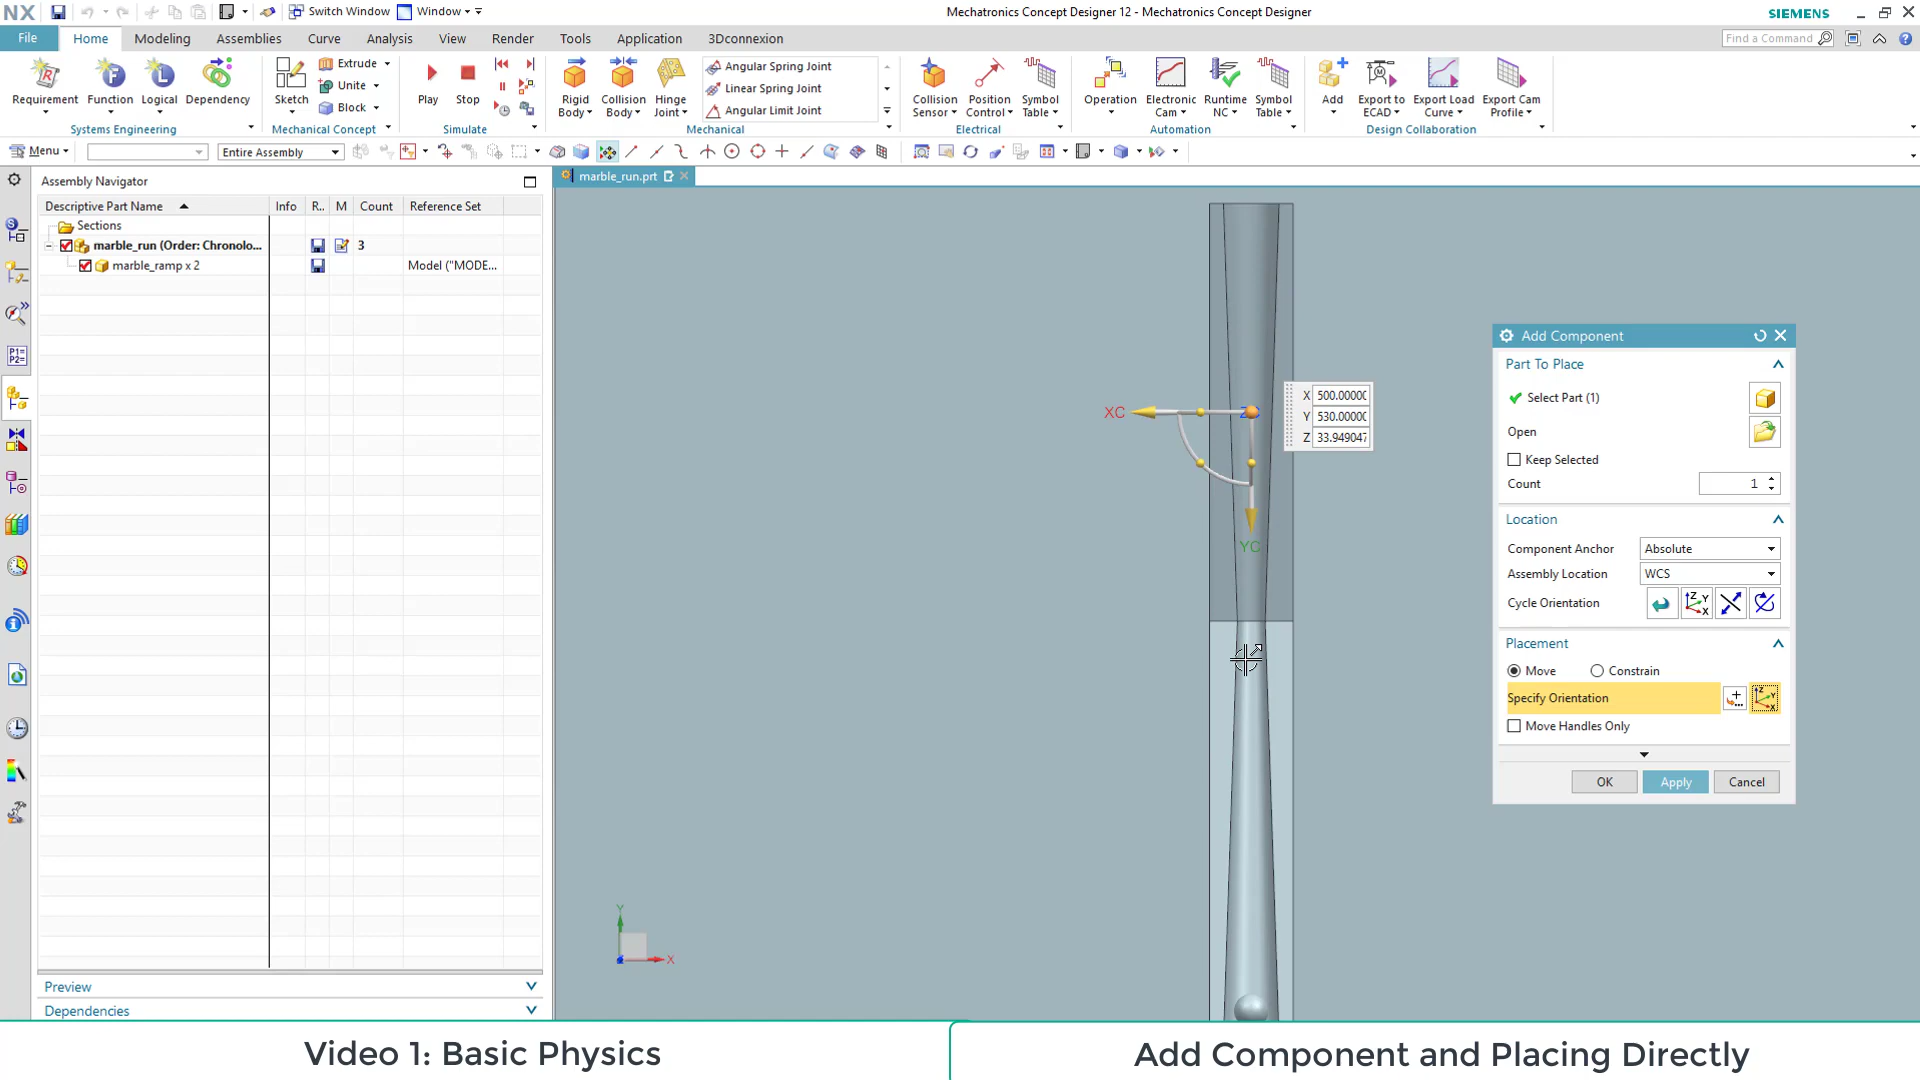 NX
Switch Window
Window
Mechatronics Concept Designer 12 - Mechatronics Concept Designer
SIEMENS
File
Home
Modeling
Assemblies
Curve
Analysis
View
Render
Tools
Application
3Dconnexion
Find a Command
Requirement
Function
Logical
Dependency
Systems Engineering
Sketch
Extrude
Unite
Block
Mechanical Concept
Play
Stop
Simulate
Rigid Body
Collision Body
Hinge Joint
Angular Spring Joint
Linear Spring Joint
Angular Limit Joint
Mechanical
Collision Sensor
Position Control
Symbol Table
Electrical
Operation
Electronic Cam
Runtime NC
Symbol Table
Automation
Add
Export to ECAD
Export Load Curve
Export Cam Profile
Design Collaboration
Menu
Entire Assembly
Assembly Navigator
marble_run.prt
Descriptive Part Name
Info
R..
M
Count
Reference Set
Sections
marble_run (Order: Chronolo...
3
marble_ramp x 2
Model ("MODE...
XC
YC
X 500.00000
Y 530.00000
Z 33.949047
Add Component
Part To Place
Select Part (1)
Open
Keep Selected
Count 1
Location
Component Anchor Absolute
Assembly Location WCS
Cycle Orientation
Placement
Move
Constrain
Specify Orientation
Move Handles Only
OK
Apply
Cancel
Y
X
Preview
Dependencies
Video 1: Basic Physics
Add Component and Placing Directly